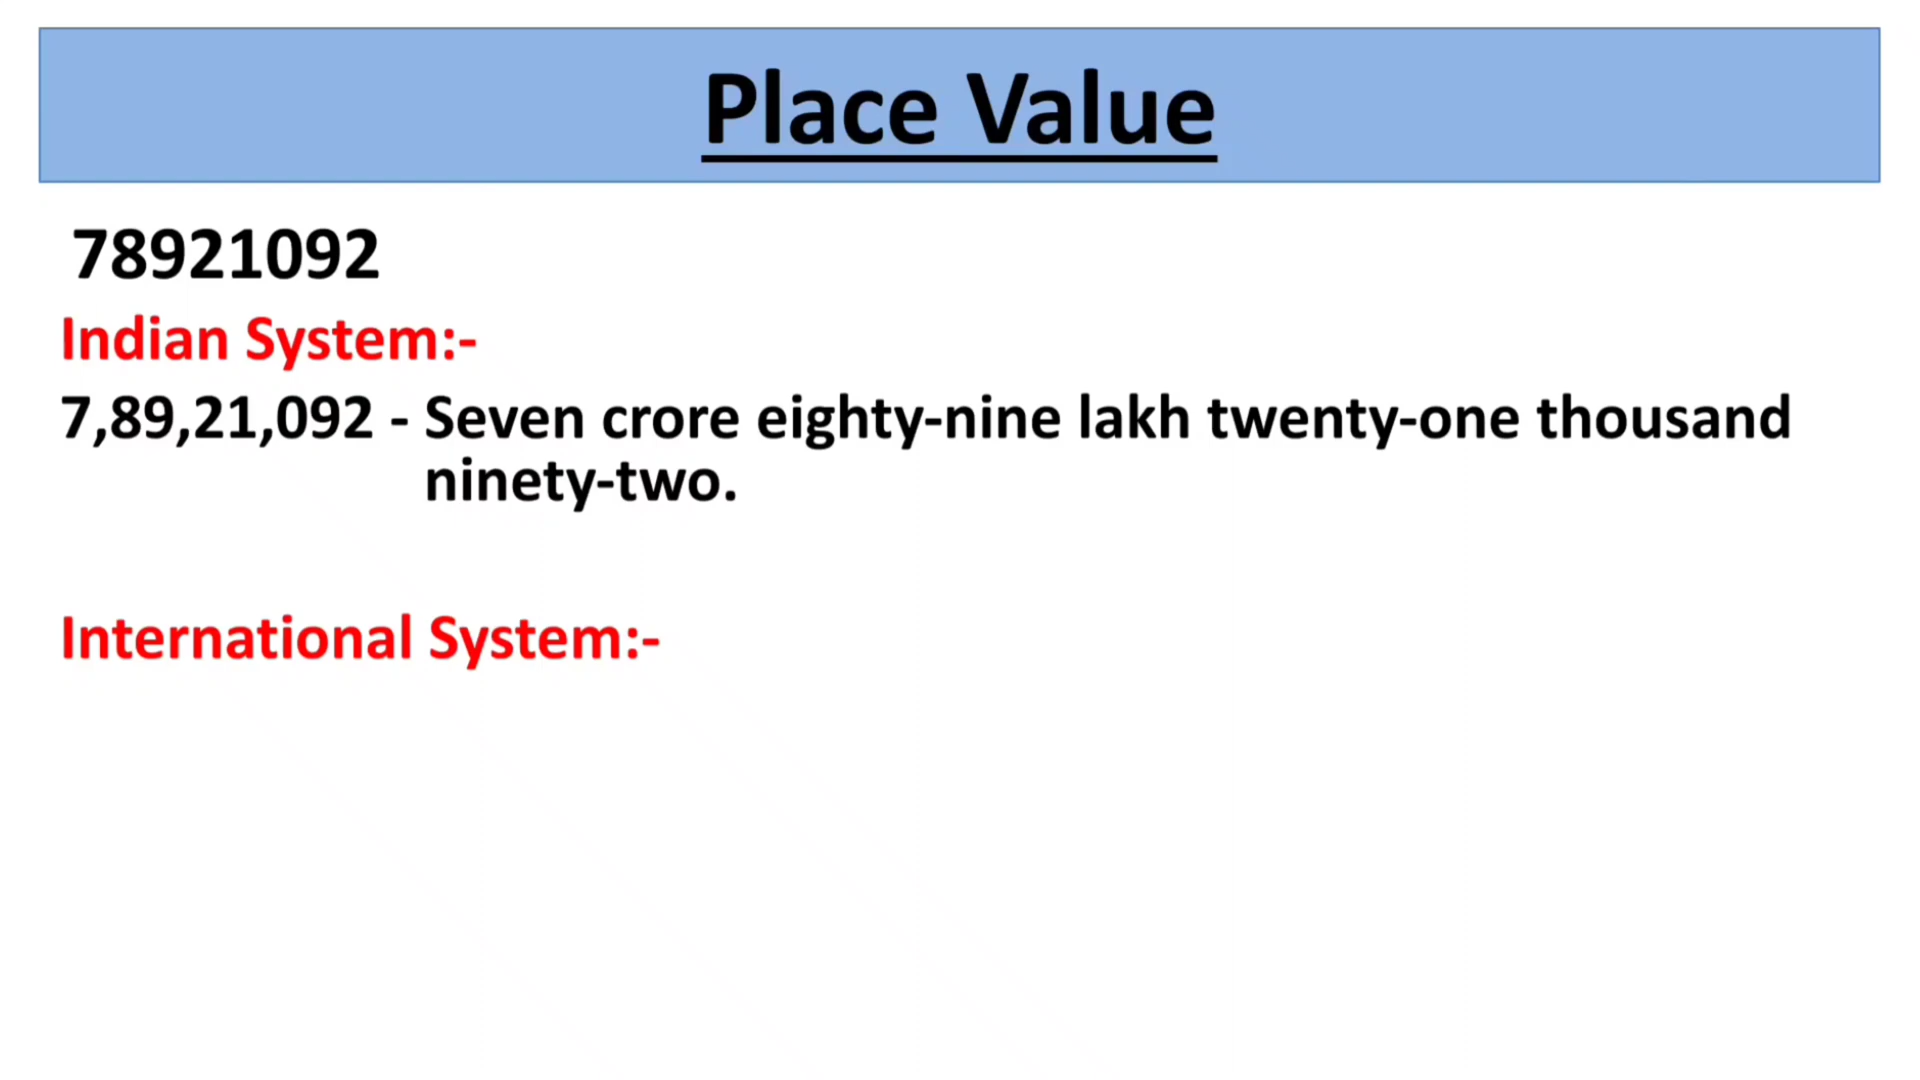 Place Value
78921092
Indian System:-
7,89,21,092 - Seven crore eighty-nine lakh twenty-one thousand
ninety-two.
International System:-